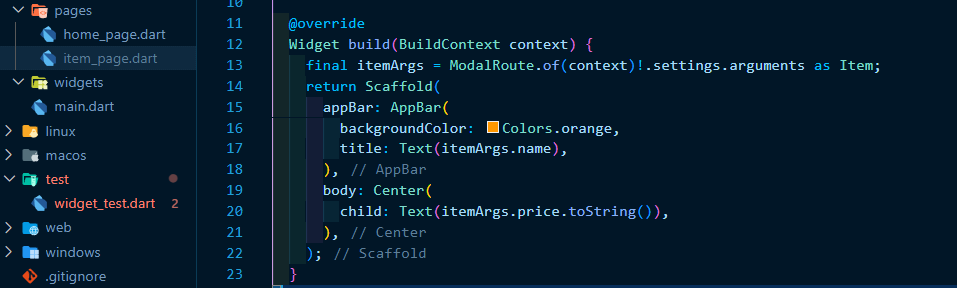 pages
home_page.dart
item_page.dart
widgets
main.dart
linux
macos
test
widget_test.dart 2
web
windows
.gitignore
10
11 @override
12 Widget build(BuildContext context) {
13 final itemArgs = ModalRoute.of(context)!.settings.arguments as Item;
14 return Scaffold(
15 appBar: AppBar(
16 backgroundColor: Colors.orange,
17 title: Text(itemArgs.name),
18 ), // AppBar
19 body: Center(
20 child: Text(itemArgs.price.toString()),
21 ), // Center
22 ); // Scaffold
23 }